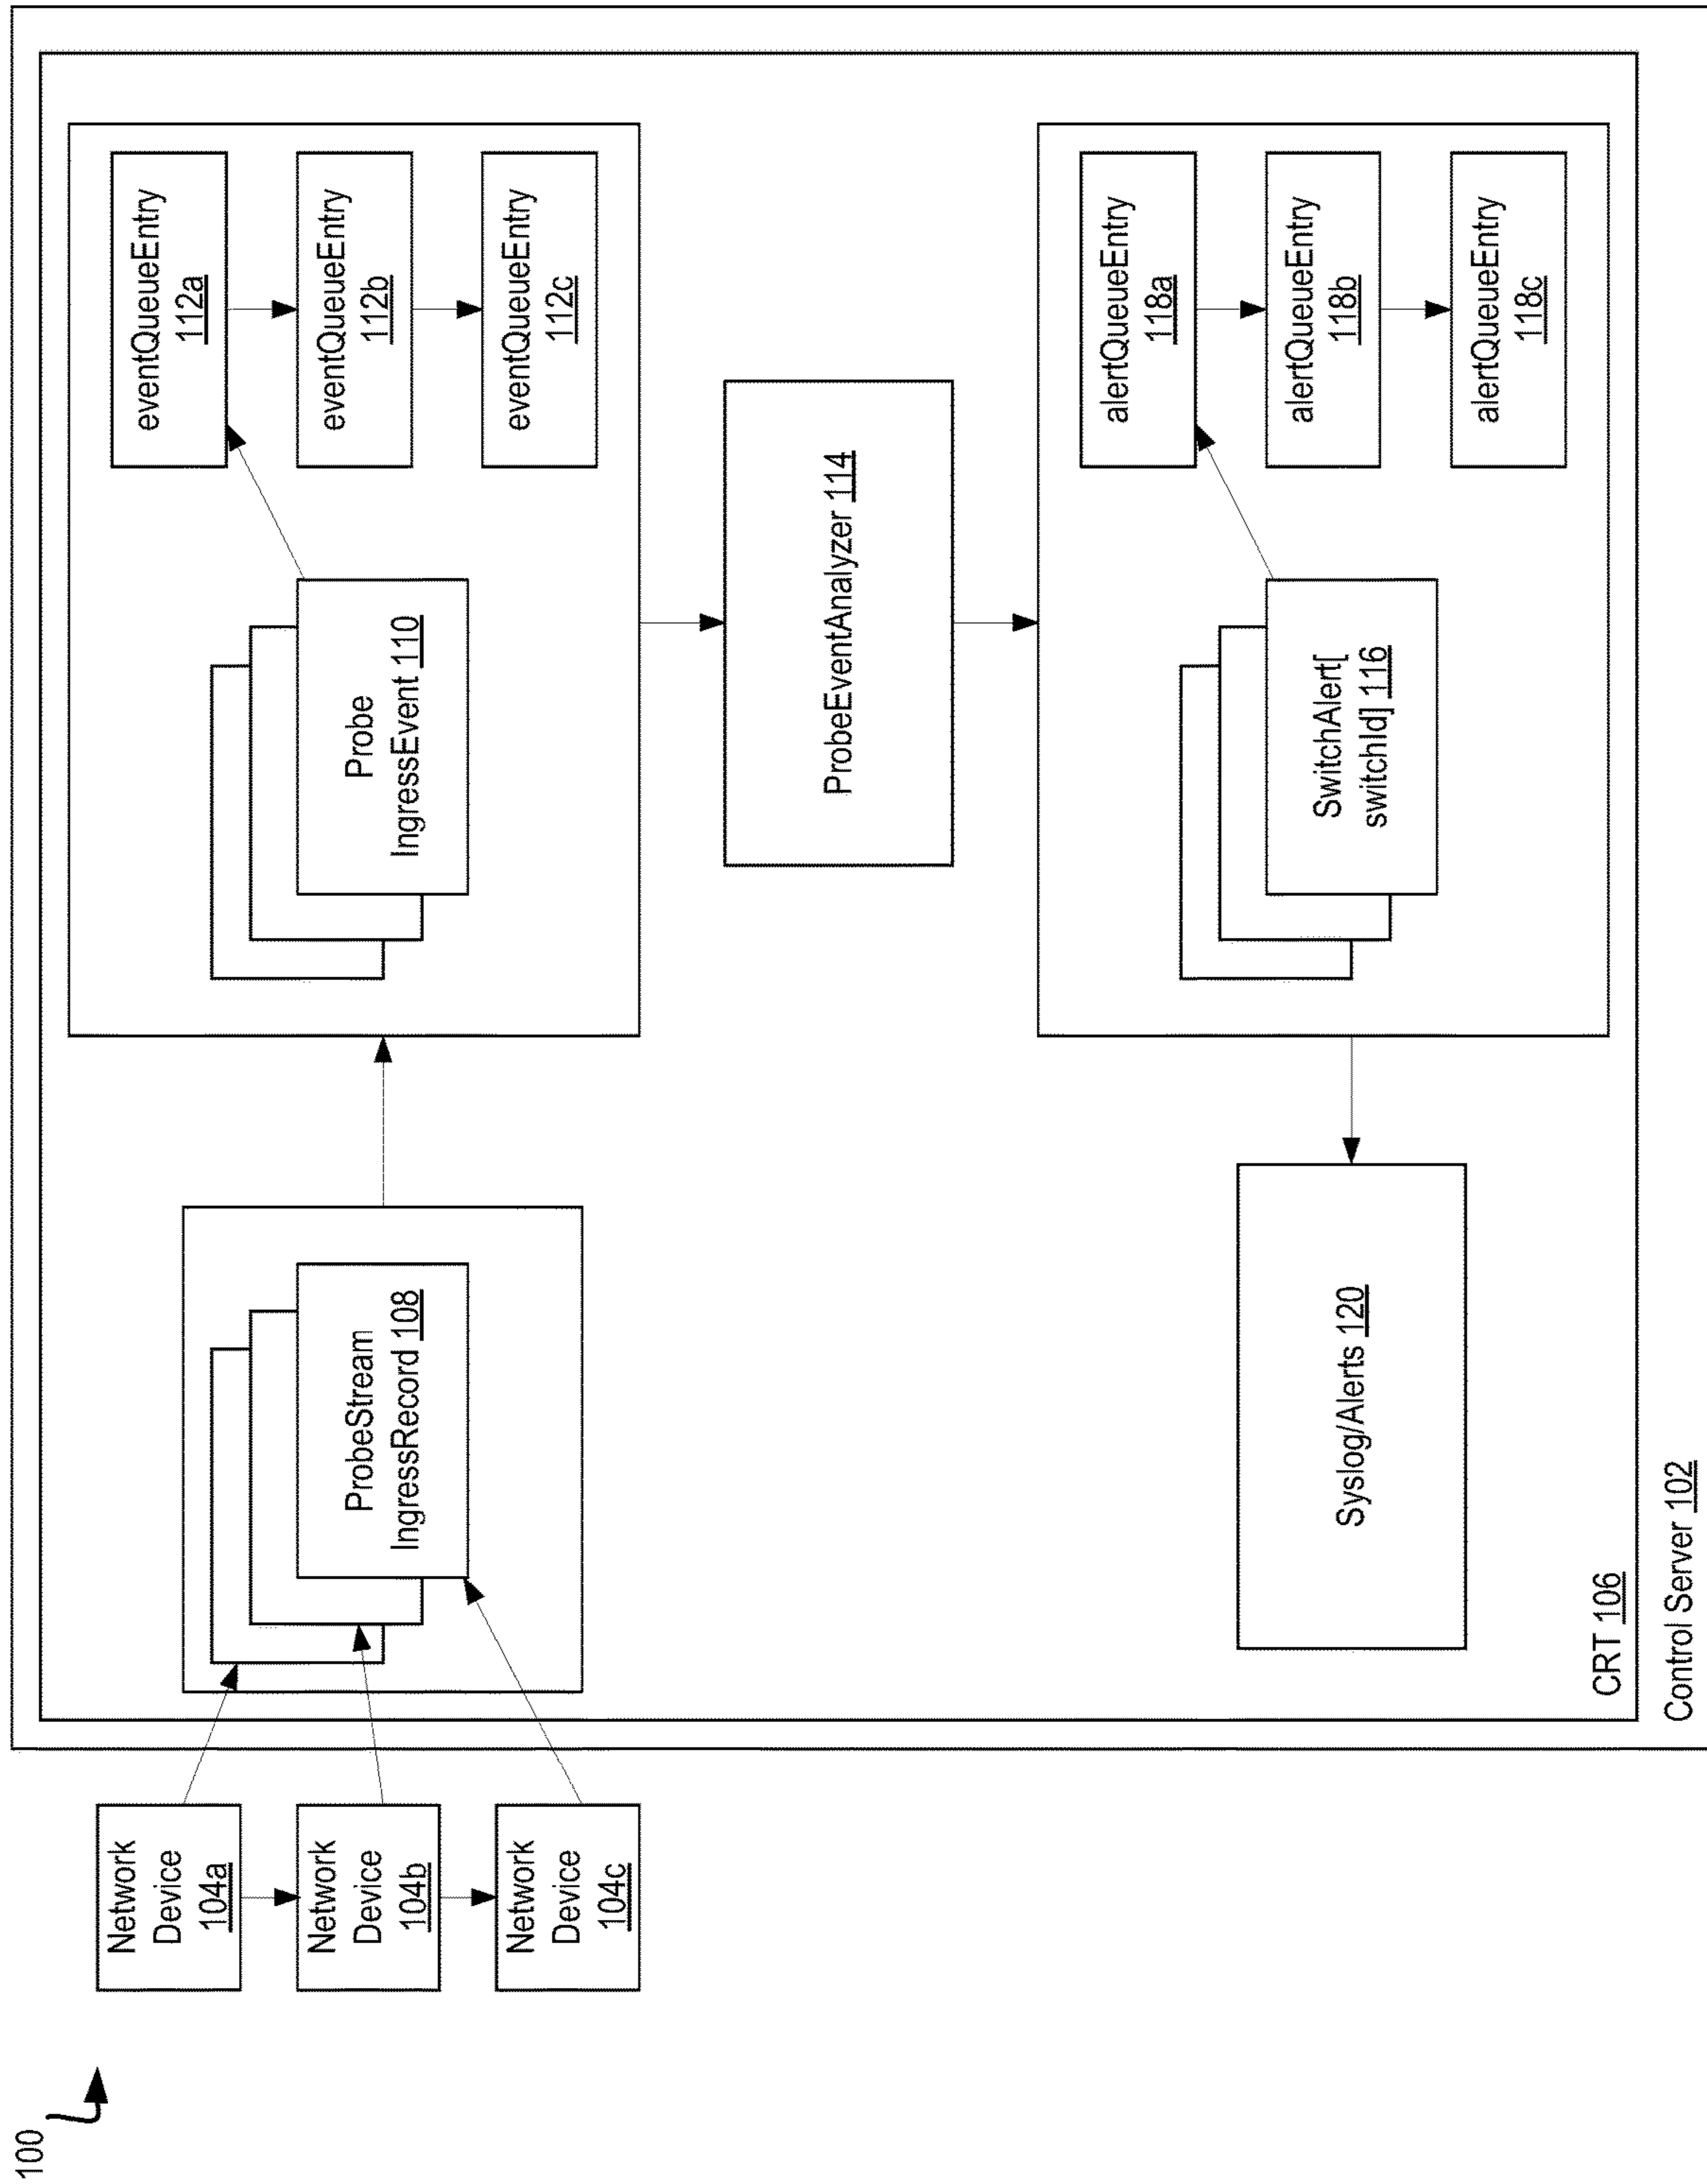 100
Network
Device
104a
Network
Device
104b
Network
Device
104c
ProbeStream
IngressRecord 108
Probe
IngressEvent 110
eventQueueEntry
112a
eventQueueEntry
112b
eventQueueEntry
112c
ProbeEventAnalyzer 114
SwitchAlert[
switchId] 116
alertQueueEntry
118a
alertQueueEntry
118b
alertQueueEntry
118c
Syslog/Alerts 120
CRT 106
Control Server 102